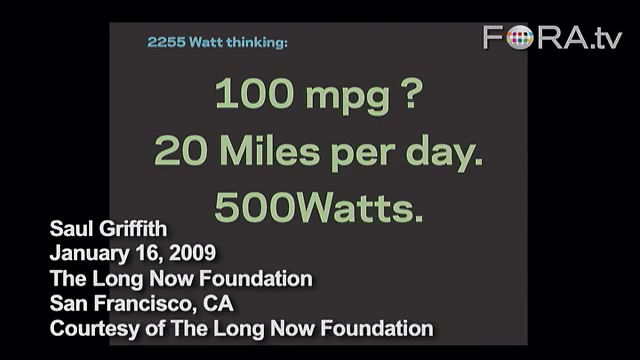 2255 Watt thinking:
FORA.tv
100 mpg ?
20 Miles per day.
500Watts.
Saul Griffith
January 16, 2009
The Long Now Foundation
San Francisco, CA
Courtesy of The Long Now Foundation